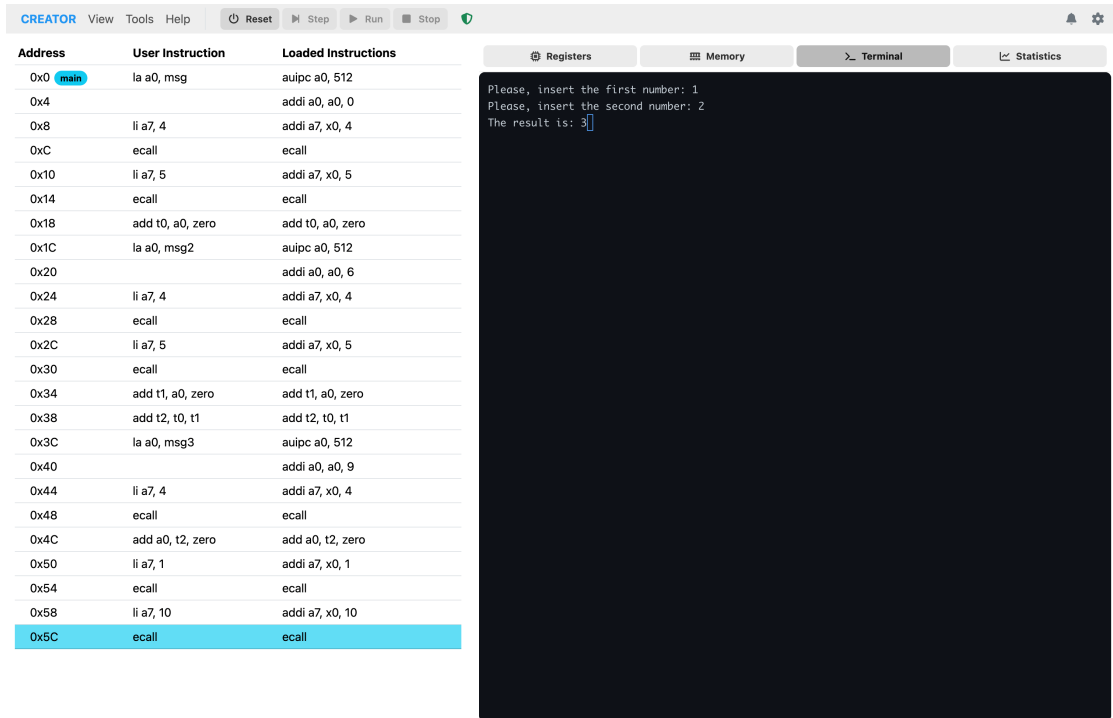 CREATOR View Tools Help Reset Step Run Stop
Address User Instruction Loaded Instructions
0x0 main la a0, msg auipc a0, 512
0x4 addi a0, a0, 0
0x8 li a7, 4 addi a7, x0, 4
0xC ecall ecall
0x10 li a7, 5 addi a7, x0, 5
0x14 ecall ecall
0x18 add t0, a0, zero add t0, a0, zero
0x1C la a0, msg2 auipc a0, 512
0x20 addi a0, a0, 6
0x24 li a7, 4 addi a7, x0, 4
0x28 ecall ecall
0x2C li a7, 5 addi a7, x0, 5
0x30 ecall ecall
0x34 add t1, a0, zero add t1, a0, zero
0x38 add t2, t0, t1 add t2, t0, t1
0x3C la a0, msg3 auipc a0, 512
0x40 addi a0, a0, 9
0x44 li a7, 4 addi a7, x0, 4
0x48 ecall ecall
0x4C add a0, t2, zero add a0, t2, zero
0x50 li a7, 1 addi a7, x0, 1
0x54 ecall ecall
0x58 li a7, 10 addi a7, x0, 10
0x5C ecall ecall
Registers Memory Terminal Statistics
Please, insert the first number: 1
Please, insert the second number: 2
The result is: 3